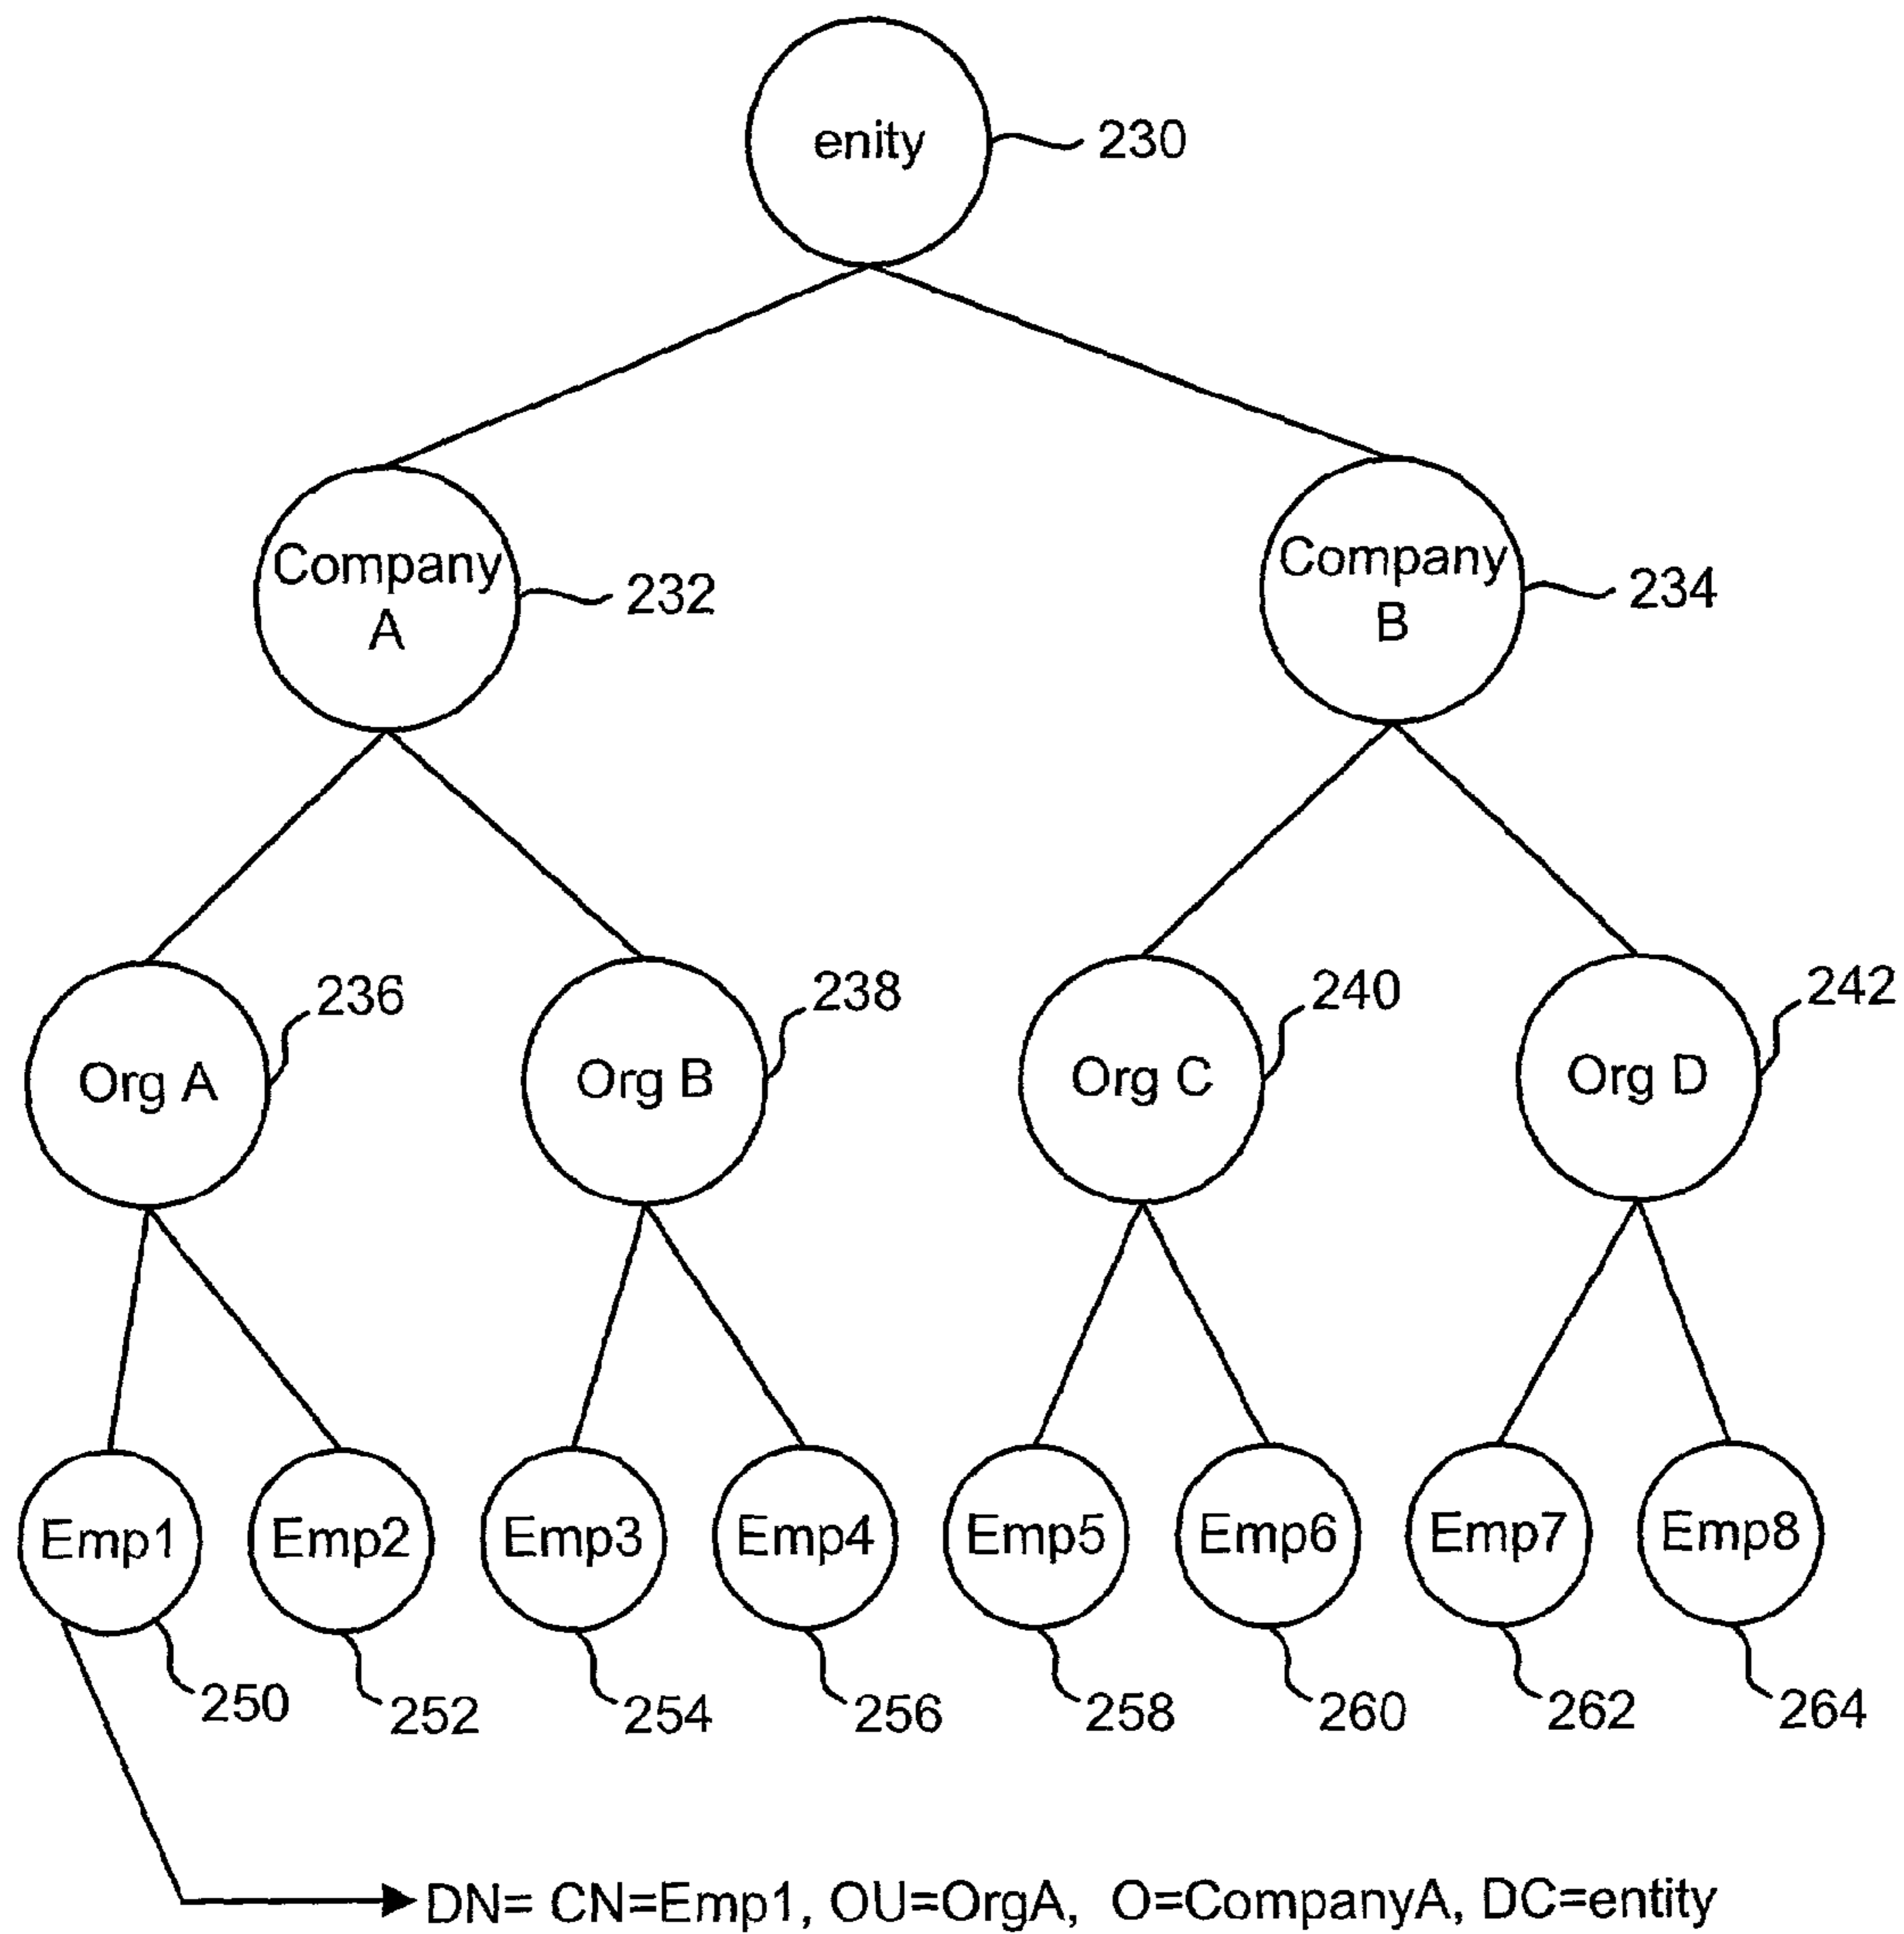 enity
230
Company
A
232
Company
B
234
Org A
236
Org B
238
Org C
240
Org D
242
Emp1
Emp2
Emp3
Emp4
Emp5
Emp6
Emp7
Emp8
250
252
254
256
258
260
262
264
DN= CN=Emp1, OU=OrgA, O=CompanyA, DC=entity